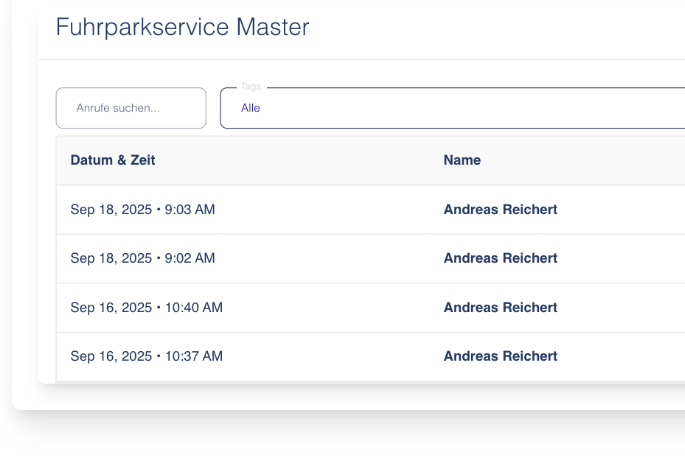 Fuhrparkservice Master
Tags
Anrufe suchen... Alle
Datum & Zeit Name
Sep 18, 2025 • 9:03 AM Andreas Reichert
Sep 18, 2025 • 9:02 AM Andreas Reichert
Sep 16, 2025 • 10:40 AM Andreas Reichert
Sep 16, 2025 • 10:37 AM Andreas Reichert